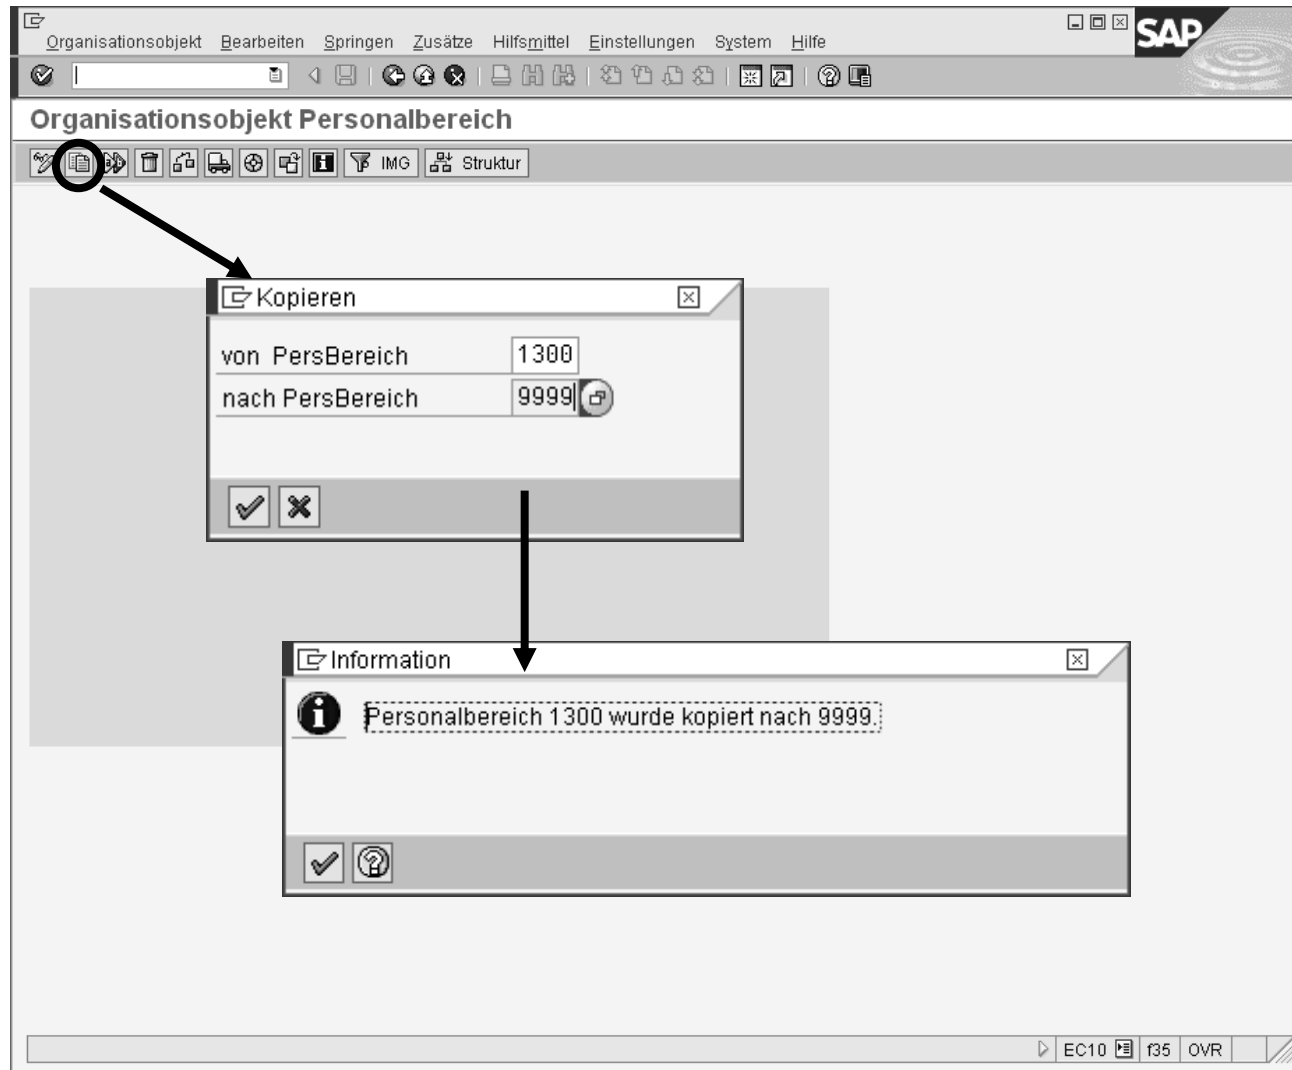 Organisationsobjekt Bearbeiten Springen Zusätze Hilfsmittel Einstellungen System Hilfe
SAP
Organisationsobjekt Personalbereich
IMG Struktur
Kopieren
von PersBereich 1300
nach PersBereich 9999
Information
Personalbereich 1300 wurde kopiert nach 9999.
EC10 f35 OVR